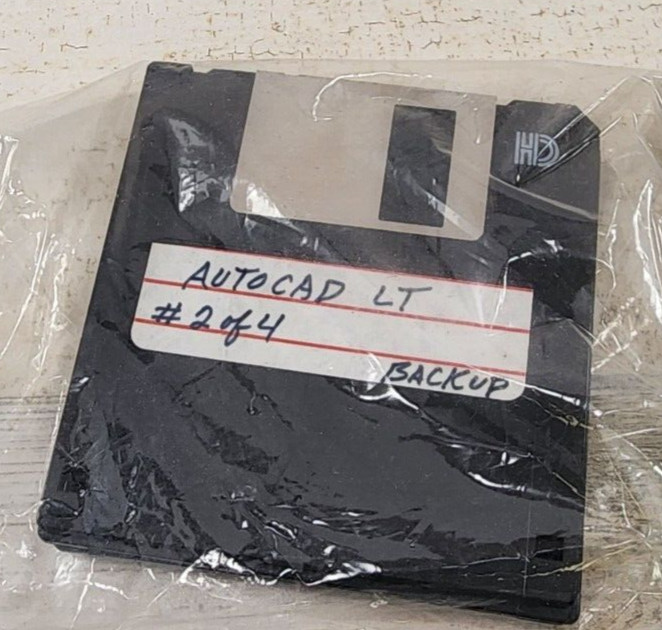 HD
AUTOCAD LT
# 2 of 4
BACKUP